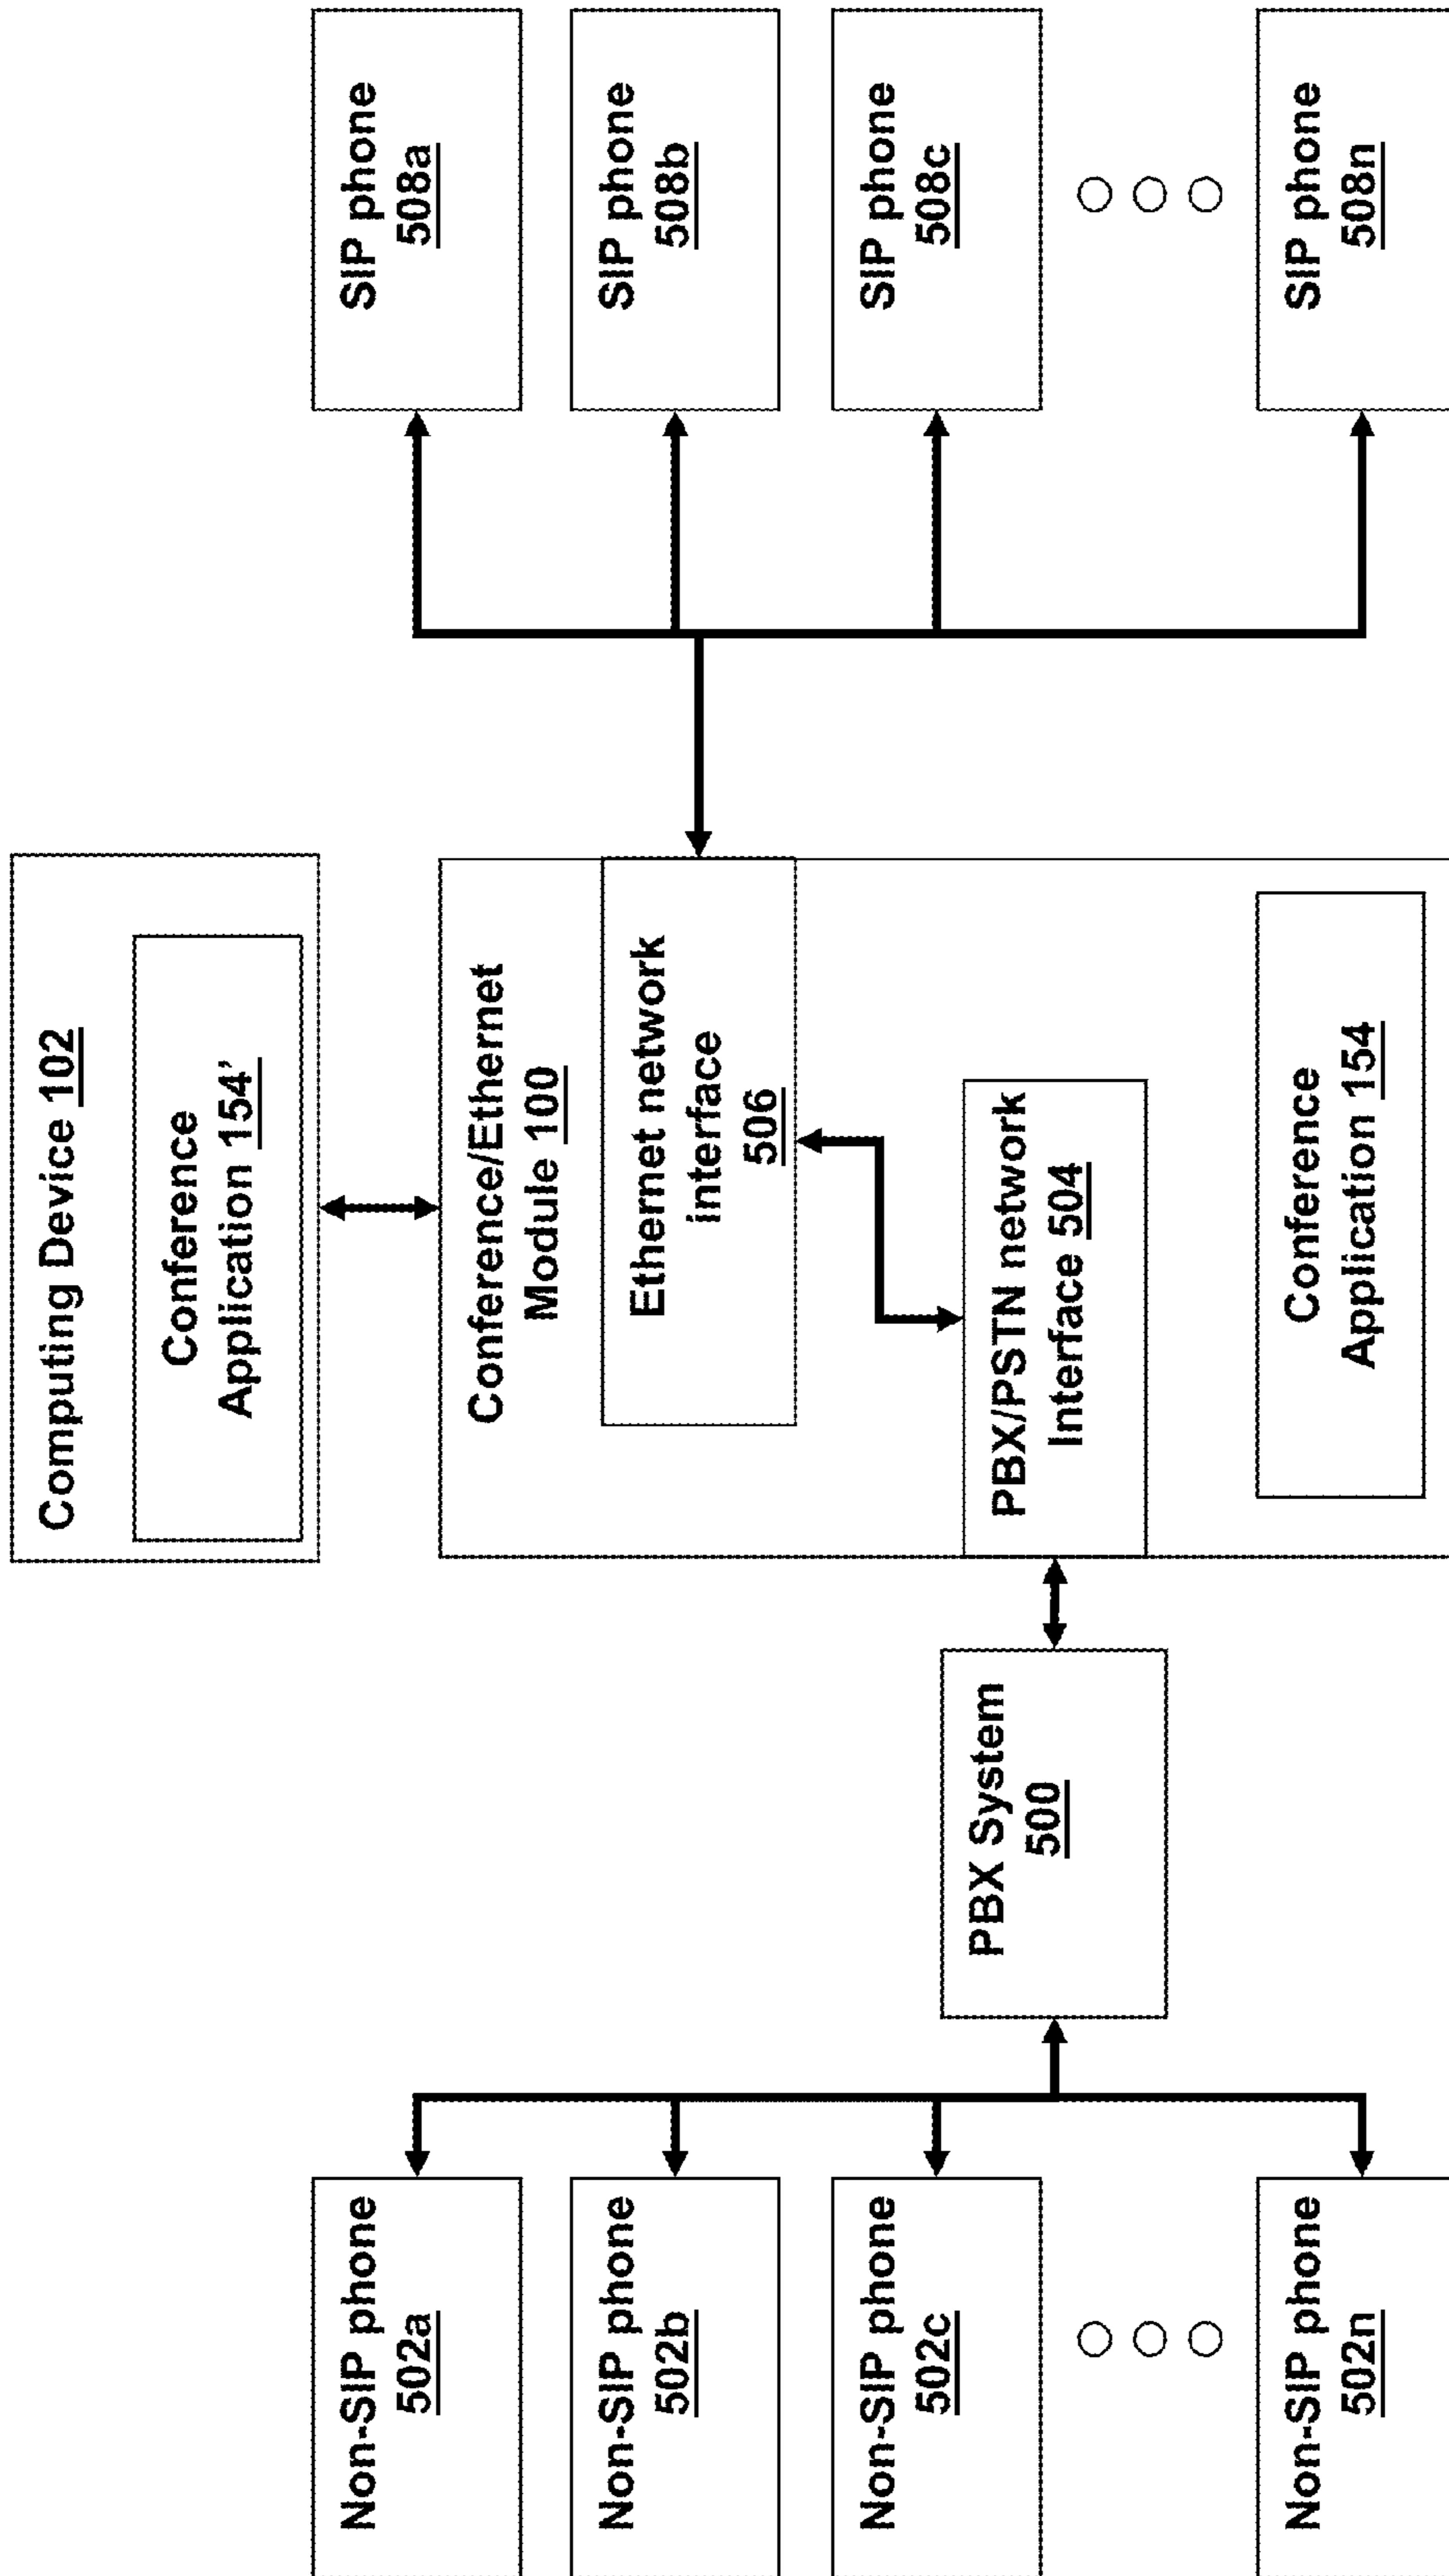 Computing Device 102
Conference
Application 154’
Conference/Ethernet
Module 100
Ethernet network
interface
506
PBX/PSTN network
Interface 504
Conference
Application 154
PBX System
500
Non-SIP phone
502a
Non-SIP phone
502b
Non-SIP phone
502c
Non-SIP phone
502n
SIP phone
508a
SIP phone
508b
SIP phone
508c
SIP phone
508n